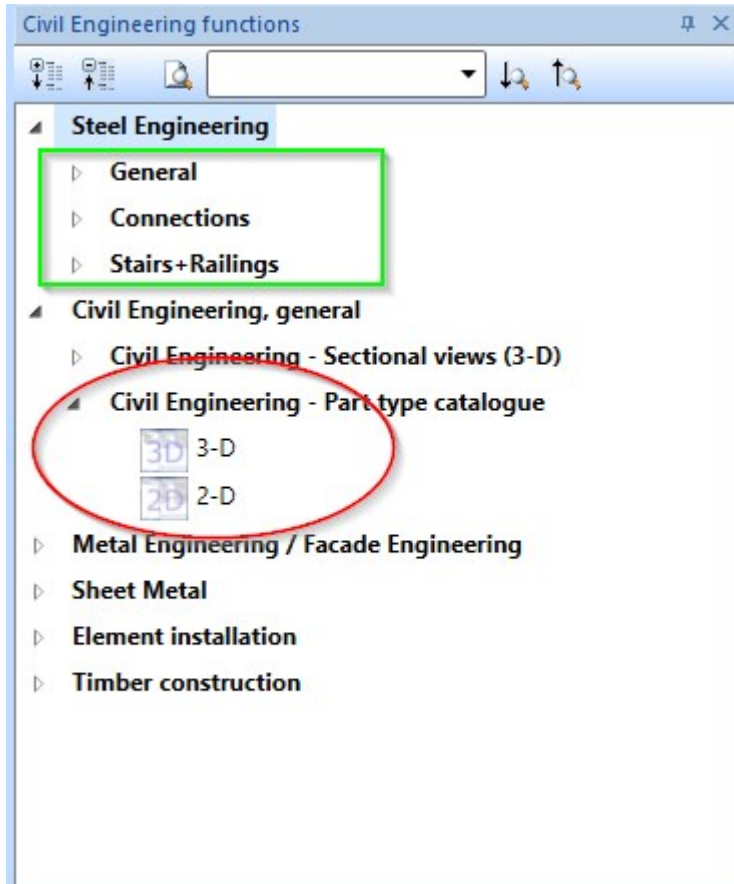 Civil Engineering functions
Steel Engineering
General
Connections
Stairs+Railings
Civil Engineering, general
Civil Engineering - Sectional views (3-D)
Civil Engineering - Part type catalogue
3D 3-D
2D 2-D
Metal Engineering / Facade Engineering
Sheet Metal
Element installation
Timber construction